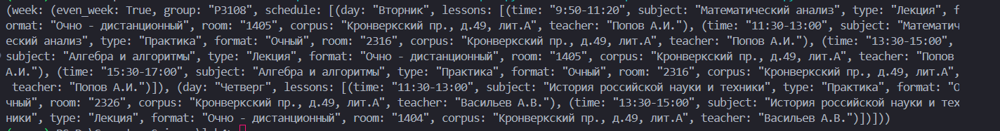 (week: (even_week: True, group: "P3108", schedule: [(day: "Вторник", lessons: [(time: "9:50-11:20", subject: "Математический анализ", type: "Лекция", f
ormat: "Очно - дистанционный", room: "1405", corpus: "Кронверкский пр., д.49, лит.А", teacher: "Попов А.И."), (time: "11:30-13:00", subject: "Математич
еский анализ", type: "Практика", format: "Очный", room: "2316", corpus: "Кронверкский пр., д.49, лит.А", teacher: "Попов А.И."), (time: "13:30-15:00",
subject: "Алгебра и алгоритмы", type: "Лекция", format: "Очно - дистанционный", room: "1405", corpus: "Кронверкский пр., д.49, лит.А", teacher: "Попов
А.И."), (time: "15:30-17:00", subject: "Алгебра и алгоритмы", type: "Практика", format: "Очный", room: "2316", corpus: "Кронверкский пр., д.49, лит.А",
teacher: "Попов А.И.")]), (day: "Четверг", lessons: [(time: "11:30-13:00", subject: "История российской науки и техники", type: "Практика", format: "О
чный", room: "2326", corpus: "Кронверкский пр., д.49, лит.А", teacher: "Васильев А.В."), (time: "13:30-15:00", subject: "История российской науки и тех
ники", type: "Лекция", format: "Очно - дистанционный", room: "1404", corpus: "Кронверкский пр., д.49, лит.А", teacher: "Васильев А.В.")])]))